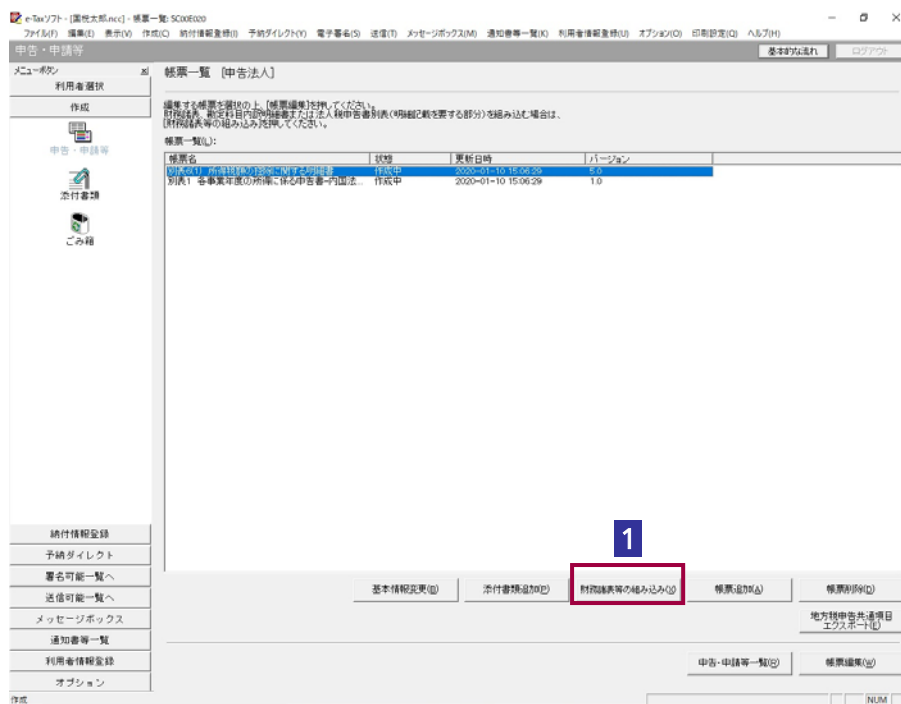 e-Taxソフト - [国税太郎.ncc] - 帳票一覧: SC00E020
ファイル(F) 編集(E) 表示(V) 作成(C) 納付情報登録(I) 予納ダイレクト(Y) 電子署名(S) 送信(T) メッセージボックス(M) 通知書等一覧(K) 利用者情報登録(U) オプション(O) 印刷設定(Q) ヘルプ(H)
申告・申請等
基本的な流れ ログアウト
メニューボタン
利用者選択
作成
申告・申請等
添付書類
ごみ箱
納付情報登録
予納ダイレクト
署名可能一覧へ
送信可能一覧へ
メッセージボックス
通知書等一覧
利用者情報登録
オプション
帳票一覧 [申告法人]
編集する帳票を選択の上、[帳票編集]を押してください。
財務諸表、勘定科目内訳明細書または法人税申告書別表(明細記載を要する部分)を組み込む場合は、
[財務諸表等の組み込み]を押してください。
帳票一覧(L):
帳票名 状態 更新日時 バージョン
別表6(1) 所得税額の控除に関する明細書 作成中 2020-01-10 15:06:29 5.0
別表1 各事業年度の所得に係る申告書-内国法... 作成中 2020-01-10 15:06:29 1.0
1
基本情報変更(B) 添付書類追加(P) 財務諸表等の組み込み(X) 帳票追加(A) 帳票削除(D)
地方税申告共通項目
エクスポート(E)
申告・申請等一覧(R) 帳票編集(W)
作成
NUM